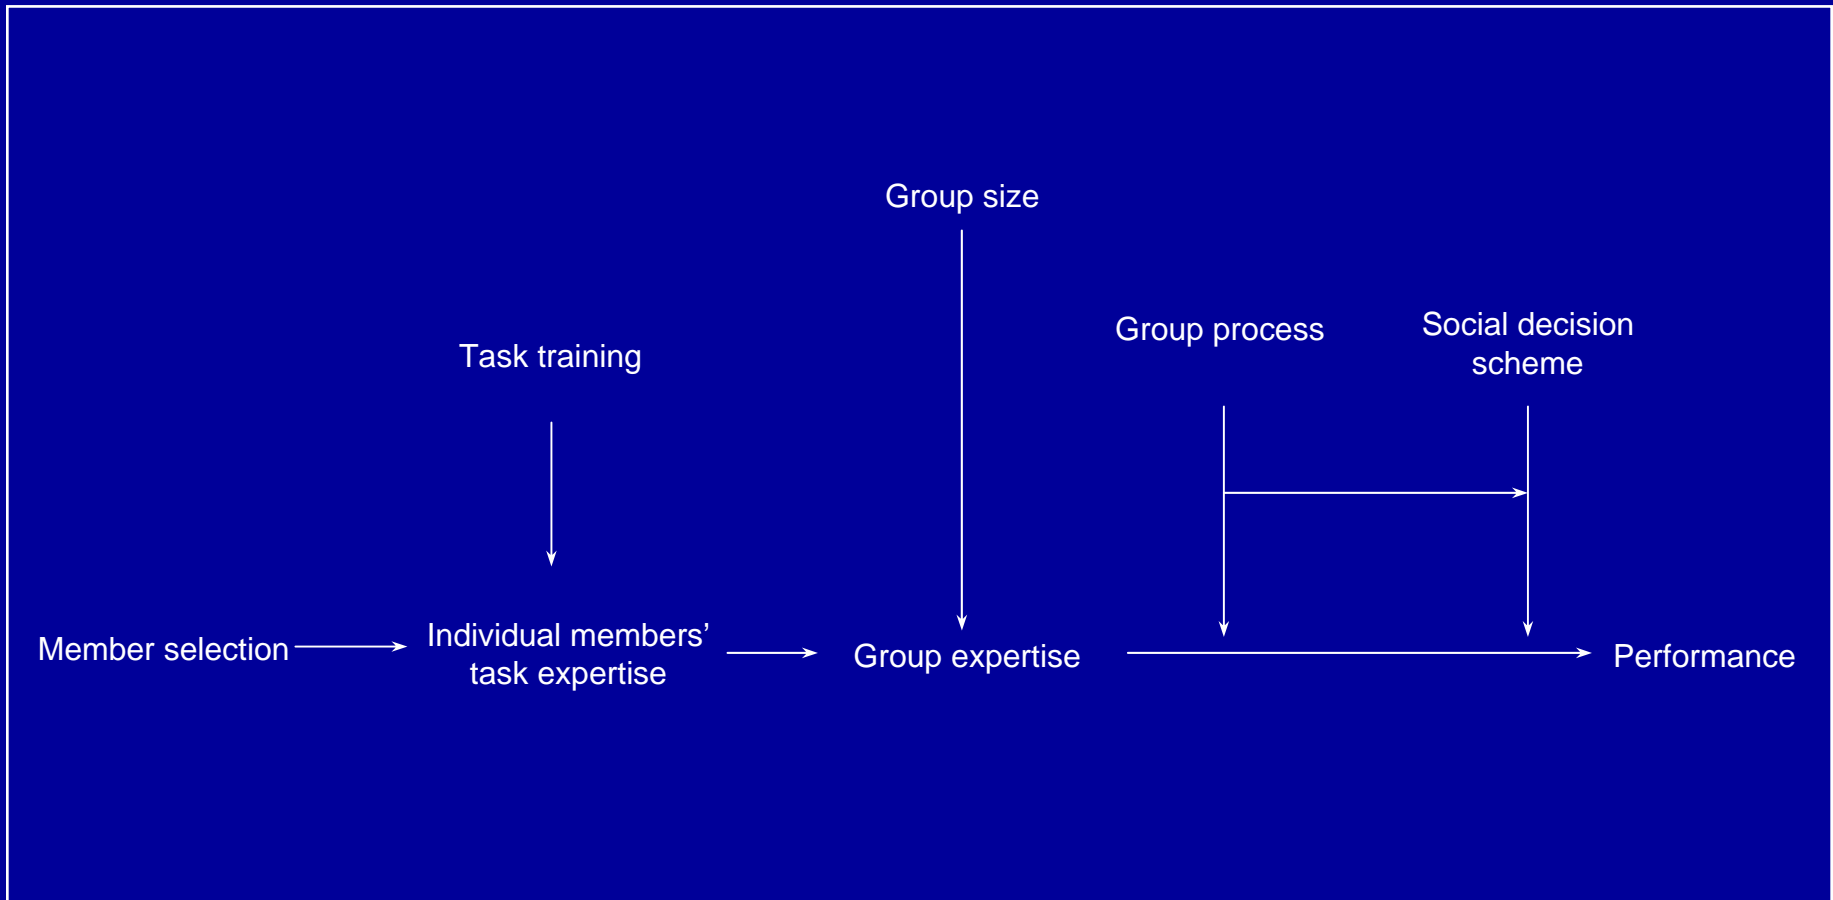 Group size
Group process
Social decision
scheme
Task training
Member selection
Individual members’
task expertise
Group expertise
Performance